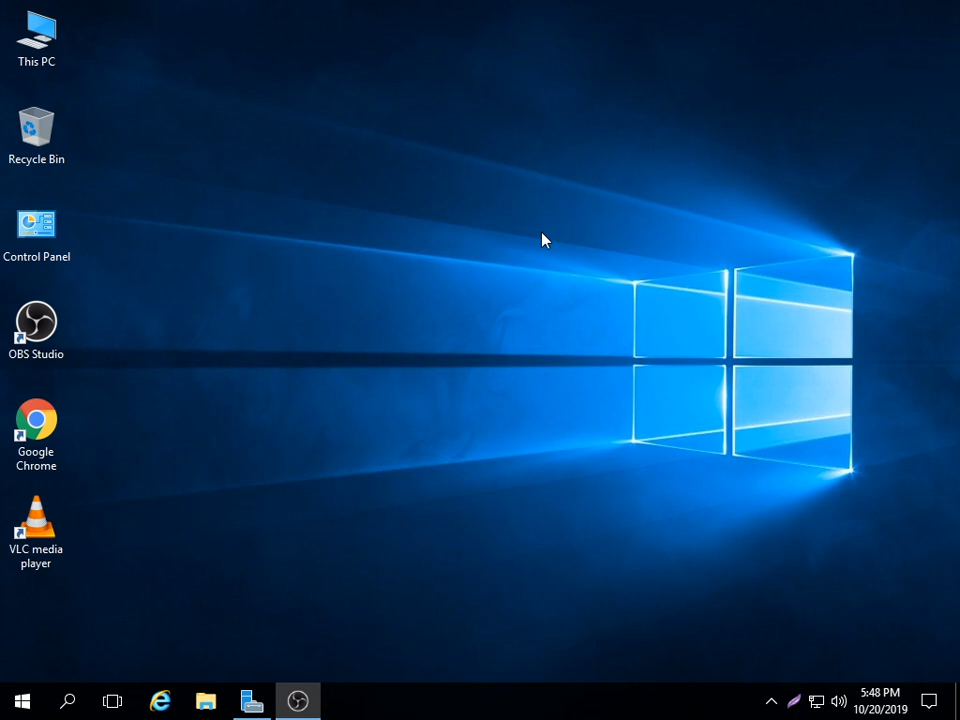 This PC
Recycle Bin
Control Panel
OBS Studio
Google
Chrome
VLC media
player
5:48 PM
10/20/2019